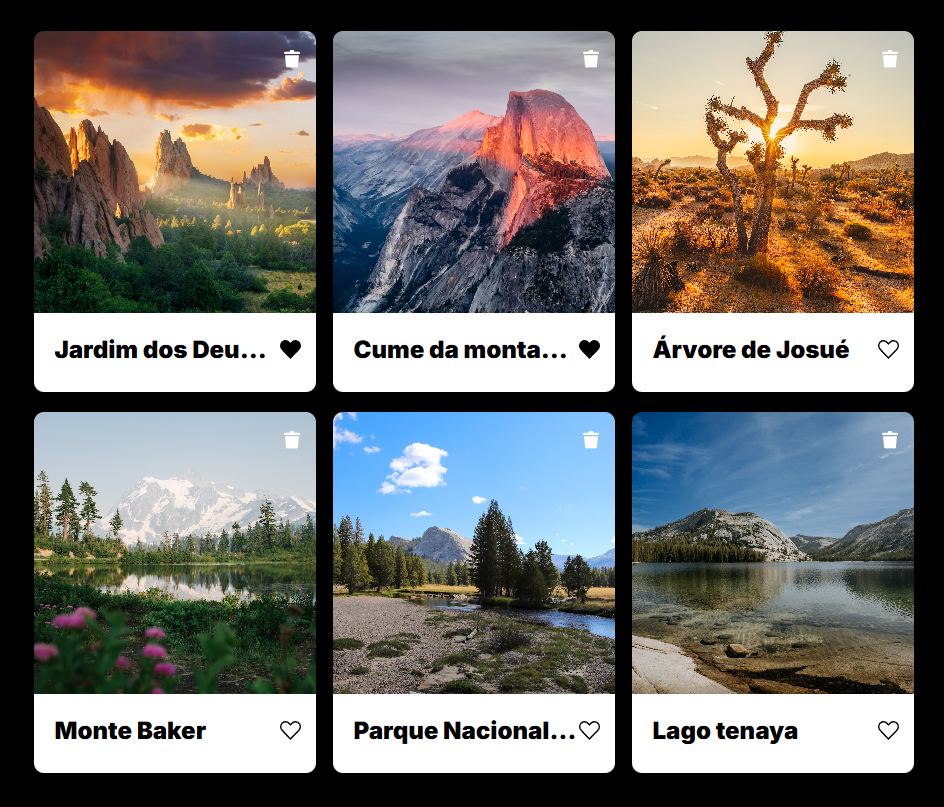 Jardim dos Deu...
Cume da monta...
Árvore de Josué
Monte Baker
Parque Nacional...
Lago tenaya